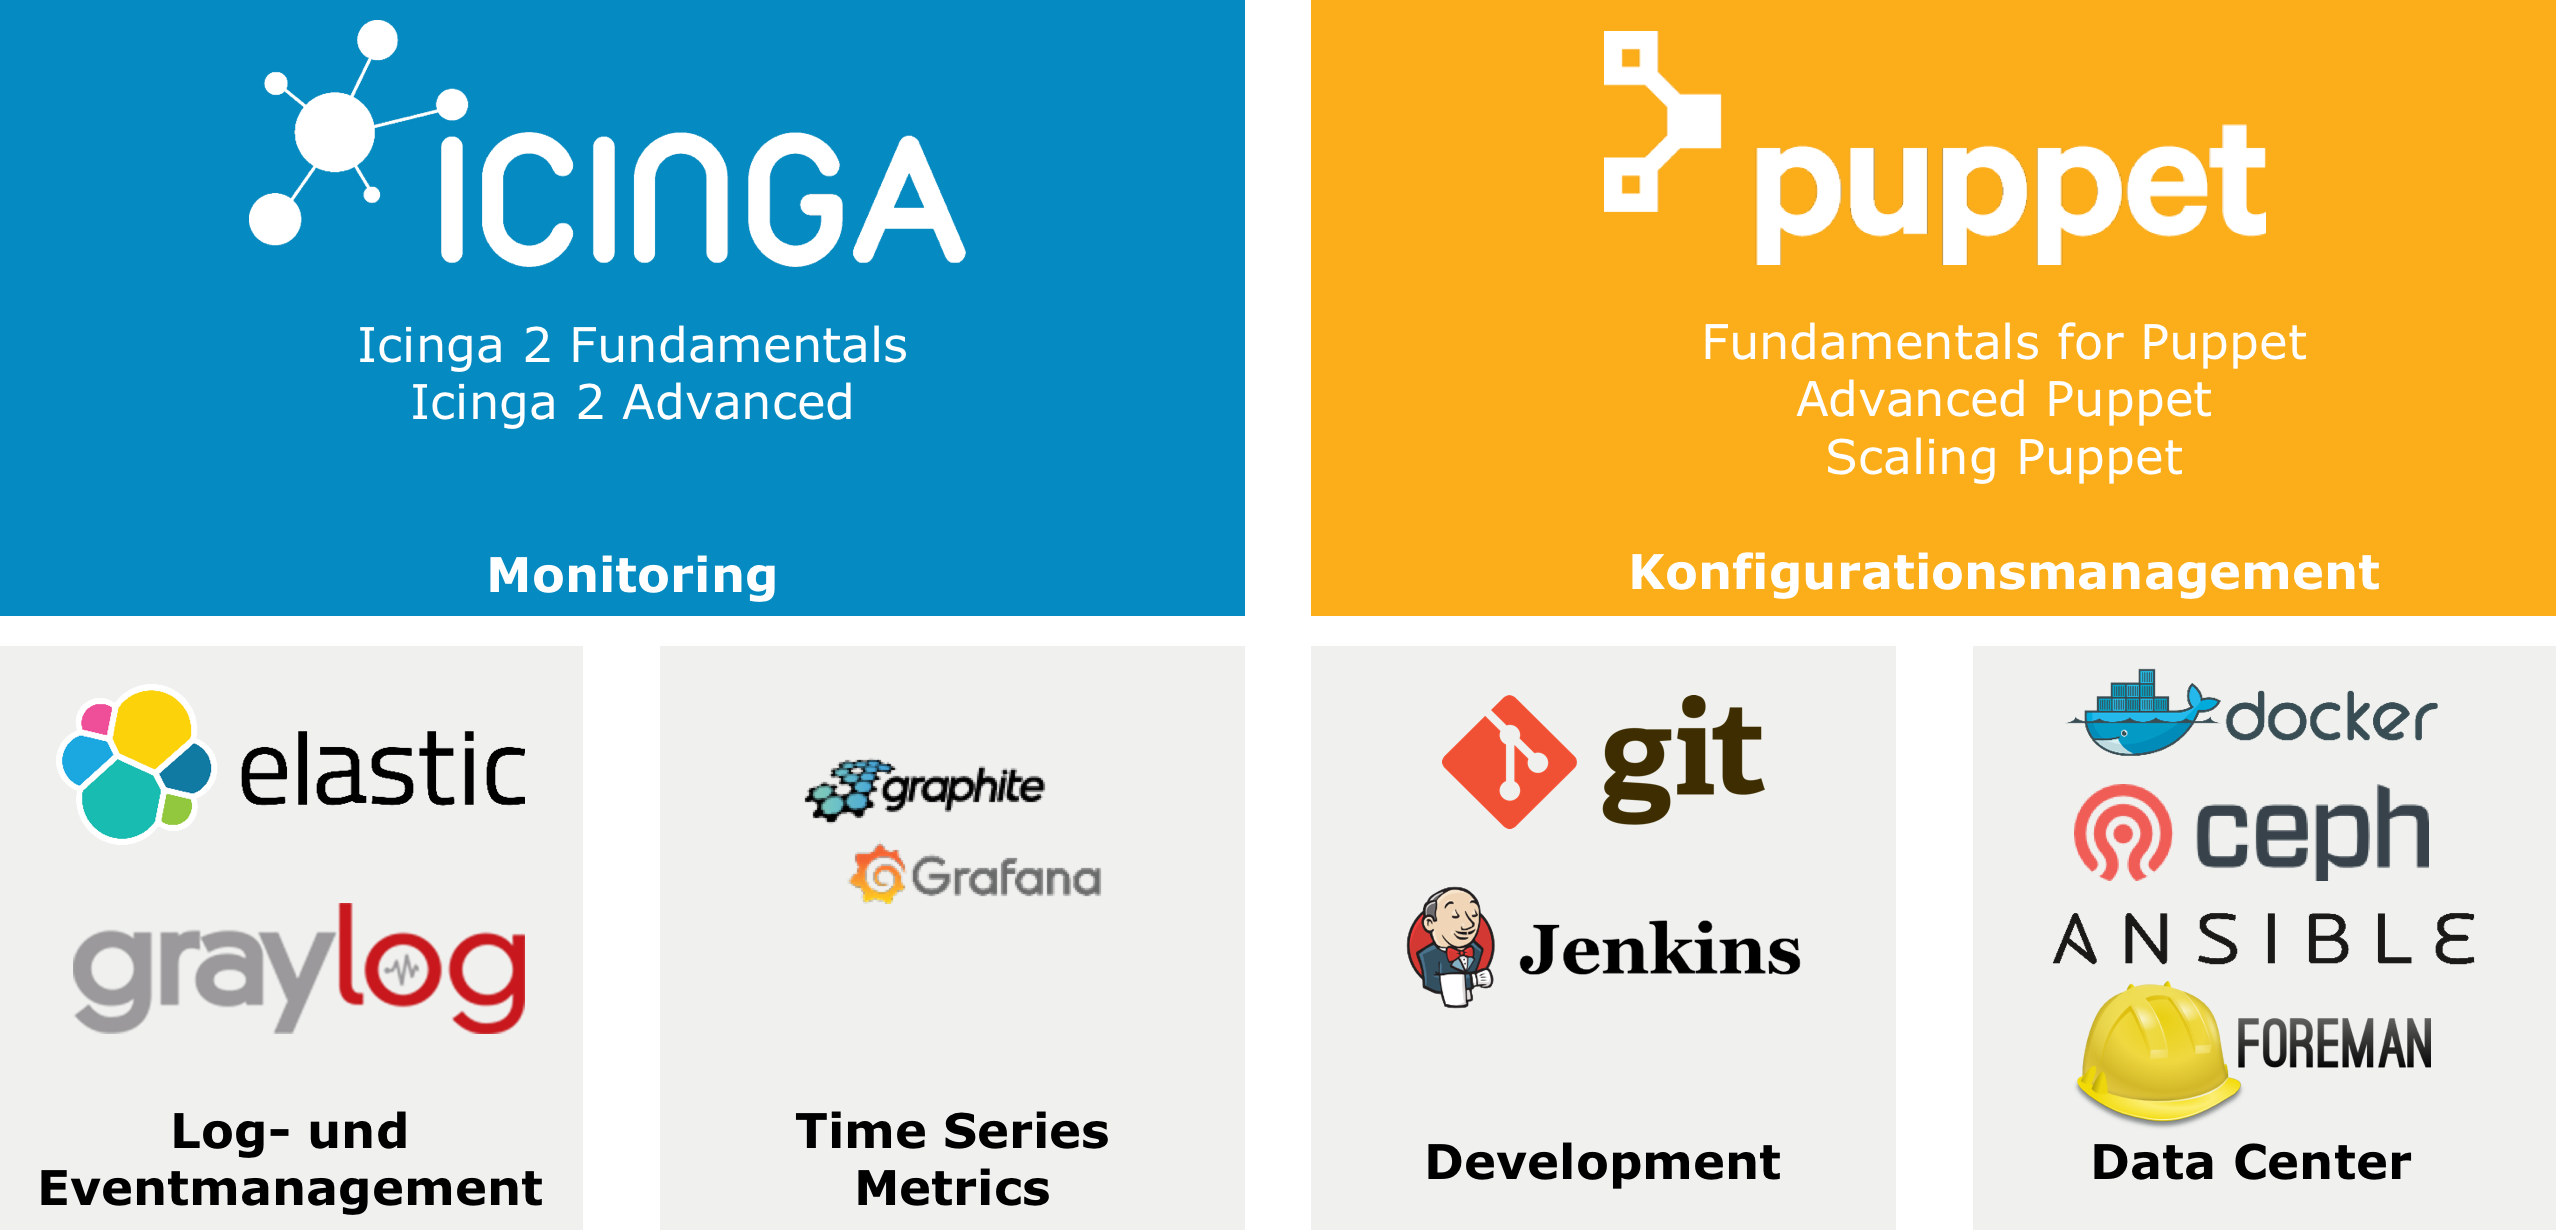 ICINGA
Icinga 2 Fundamentals
Icinga 2 Advanced
Monitoring
puppet
Fundamentals for Puppet
Advanced Puppet
Scaling Puppet
Konfigurationsmanagement
elastic
graylog
Log- und
Eventmanagement
graphite
Grafana
Time Series
Metrics
git
Jenkins
Development
docker
ceph
ANSIBLE
FOREMAN
Data Center